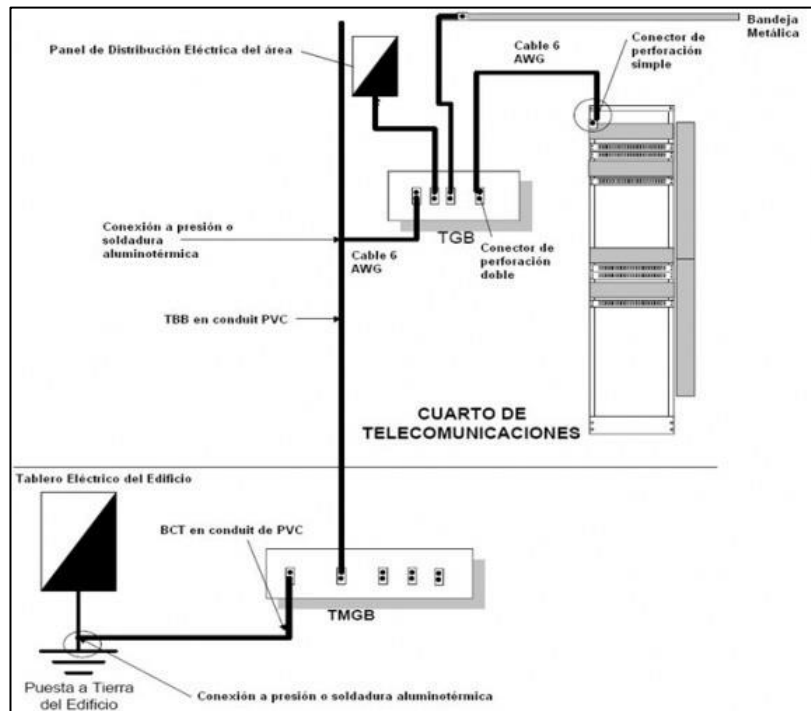 Bandeja
Metálica
Panel de Distribución Eléctrica del área
Cable 6
AWG
Conector de
perforación
simple
Conexión a presión o
soldadura
aluminotérmica
TGB
Cable 6
AWG
Conector de
perforación
doble
TBB en conduit PVC
CUARTO DE
TELECOMUNICACIONES
Tablero Eléctrico del Edificio
BCT en conduit de PVC
TMGB
Puesta a Tierra
del Edificio
Conexión a presión o soldadura aluminotérmica